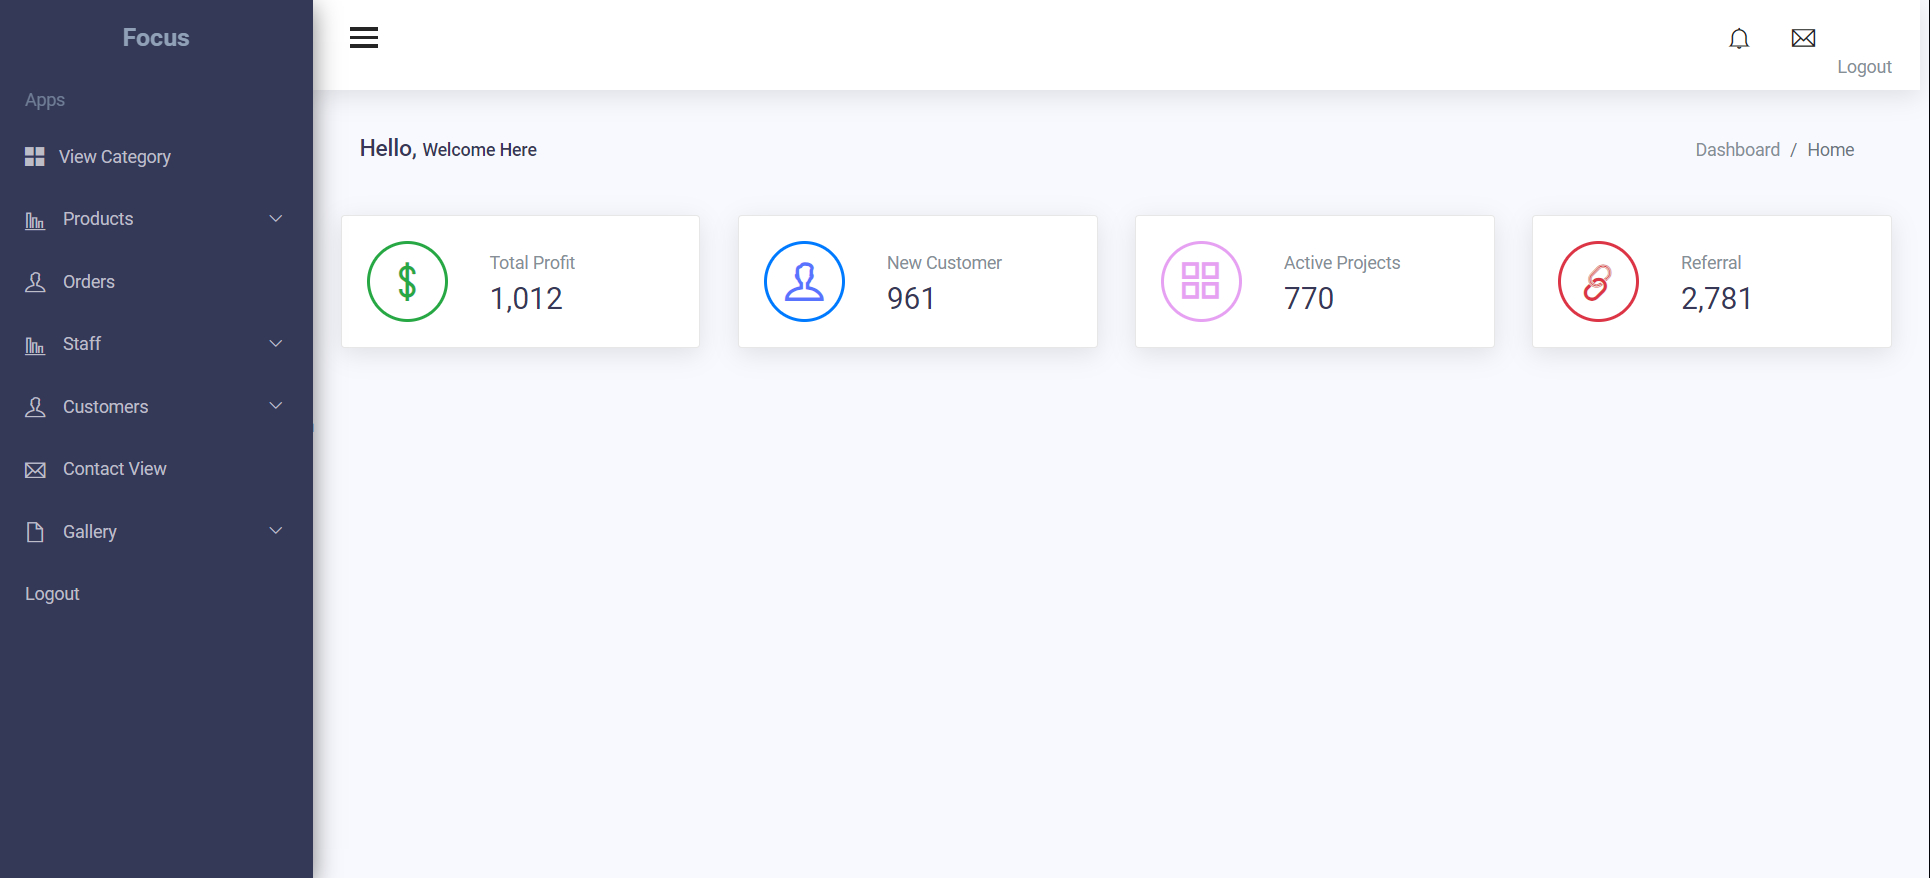 Focus
Apps
View Category
Products
Orders
Staff
Customers
Contact View
Gallery
Logout
Logout
Hello, Welcome Here
Dashboard / Home
Total Profit
1,012
New Customer
961
Active Projects
770
Referral
2,781